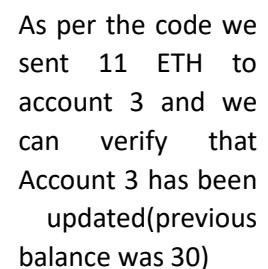 As per the code we
sent 11 ETH to
account 3 and we
can verify that
Account 3 has been
updated(previous
balance was 30)